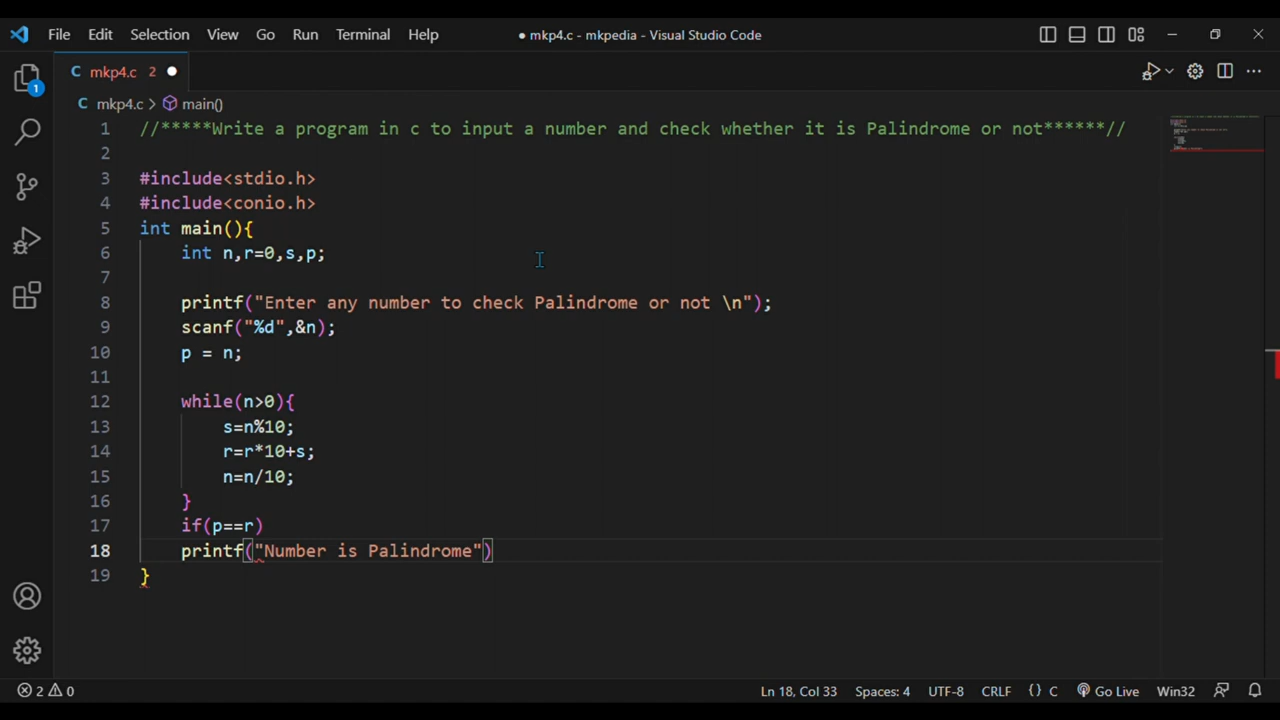 File Edit Selection View Go Run Terminal Help ● mkp4.c - mkpedia - Visual Studio Code
C mkp4.c 2 ●
1
C mkp4.c > main()
1 //*****Write a program in c to input a number and check whether it is Palindrome or not******//
2
3 #include<stdio.h>
4 #include<conio.h>
5 int main(){
6 int n,r=0,s,p;
7
8 printf("Enter any number to check Palindrome or not \n");
9 scanf("%d",&n);
10 p = n;
11
12 while(n>0){
13 s=n%10;
14 r=r*10+s;
15 n=n/10;
16 }
17 if(p==r)
18 printf("Number is Palindrome")
19 }
2 0 Ln 18, Col 33 Spaces: 4 UTF-8 CRLF {} C Go Live Win32